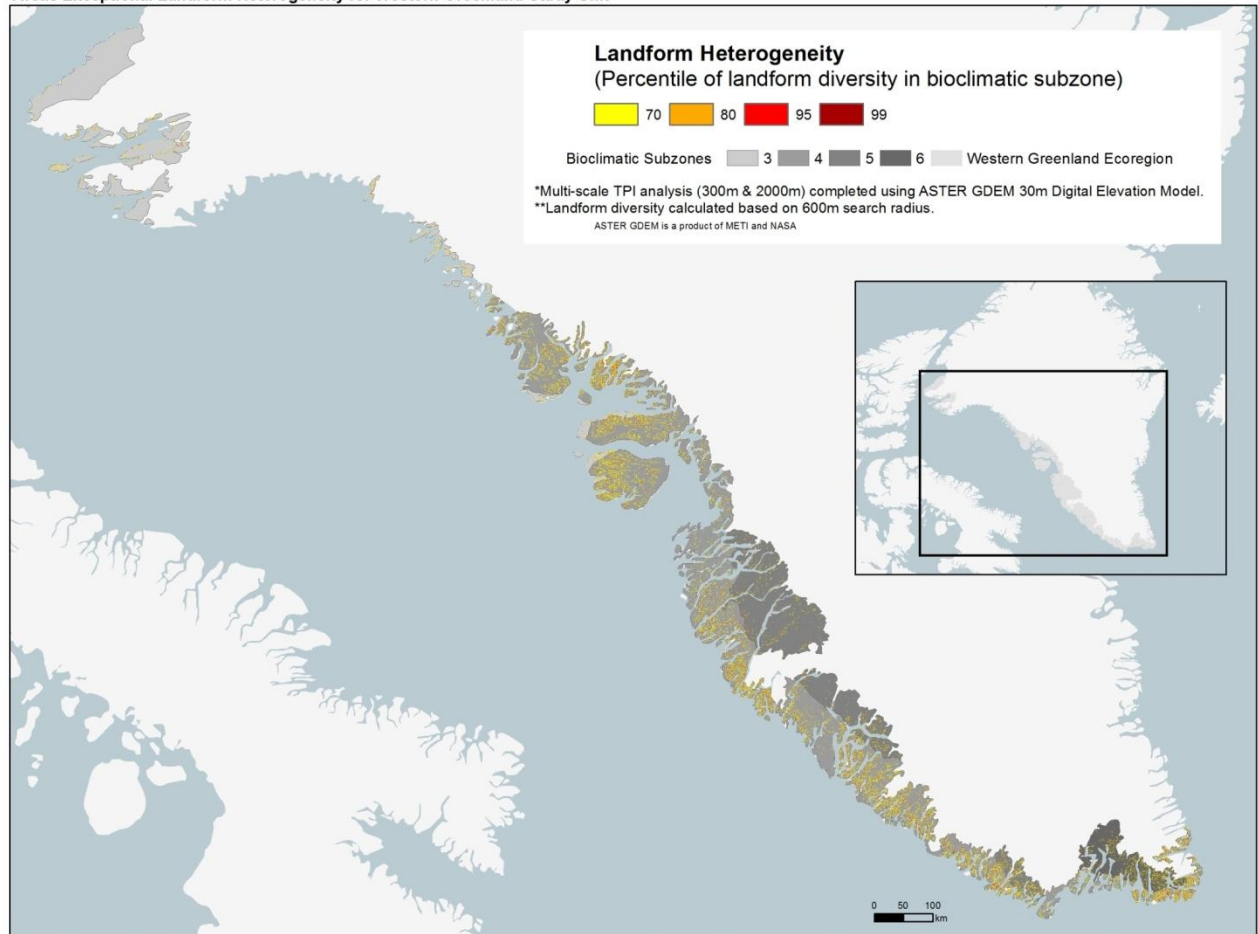 Landform Heterogeneity
(Percentile of landform diversity in bioclimatic subzone)
70 80 95 99
Bioclimatic Subzones 3 4 5 6 Western Greenland Ecoregion
*Multi-scale TPI analysis (300m & 2000m) completed using ASTER GDEM 30m Digital Elevation Model.
**Landform diversity calculated based on 600m search radius.
ASTER GDEM is a product of METI and NASA
0 50 100
km